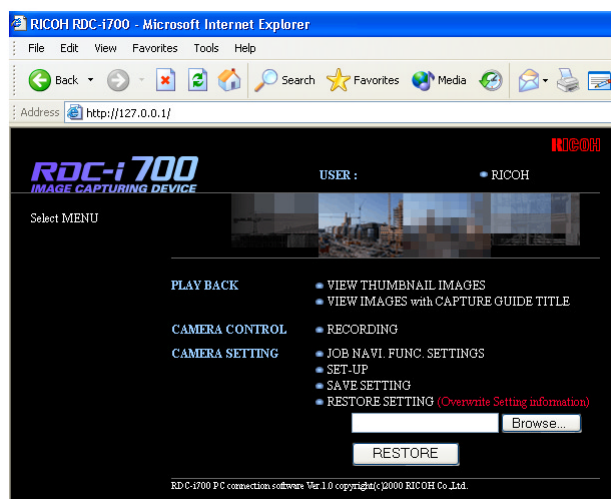 RICOH RDC-i700 - Microsoft Internet Explorer
File Edit View Favorites Tools Help
Back Search Favorites Media
Address http://127.0.0.1/
RICOH
RDC-i 700
IMAGE CAPTURING DEVICE
USER : RICOH
Select MENU
PLAY BACK VIEW THUMBNAIL IMAGES
VIEW IMAGES with CAPTURE GUIDE TITLE
CAMERA CONTROL RECORDING
CAMERA SETTING JOB NAVI. FUNC. SETTINGS
SET-UP
SAVE SETTING
RESTORE SETTING (Overwrite Setting information)
Browse...
RESTORE
RDC-i700 PC connection software Ver.1.0 copyright(c)2000 RICOH Co.,Ltd.